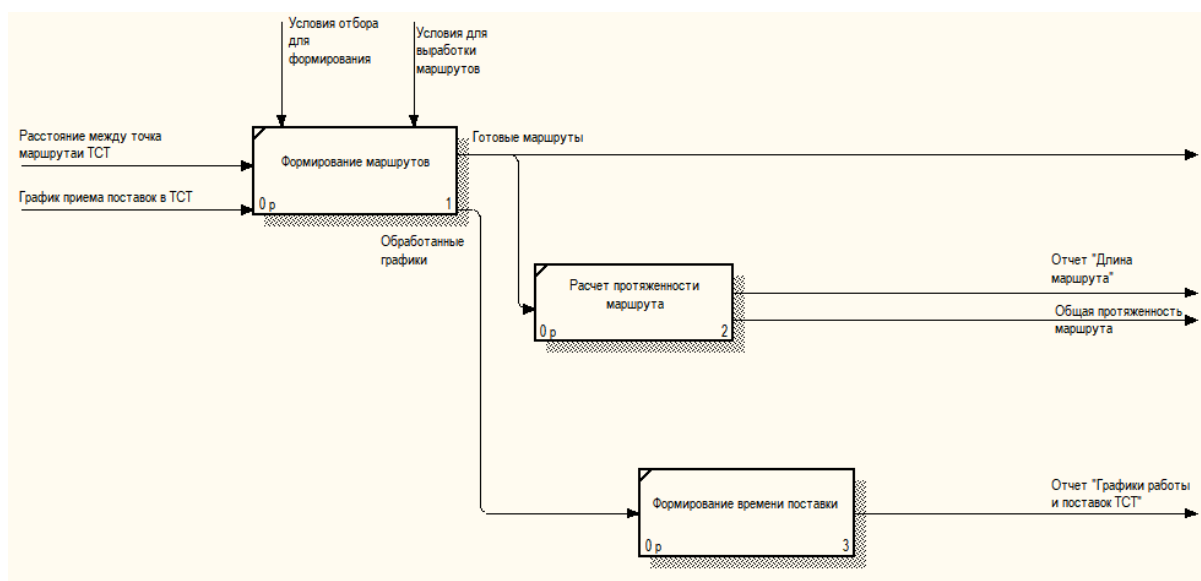 Условия отбора
для
формирования
Условия для
выработки
маршрутов
Расстояние между точка
маршрутаи ТСТ
Формирование маршрутов
Готовые маршруты
График приема поставок в ТСТ
0 р
1
Обработанные
графики
Расчет протяженности
маршрута
0 р
2
Отчет "Длина
маршрута"
Общая протяженность
маршрута
Формирование времени поставки
0 р
3
Отчет "Графики работы
и поставок ТСТ"